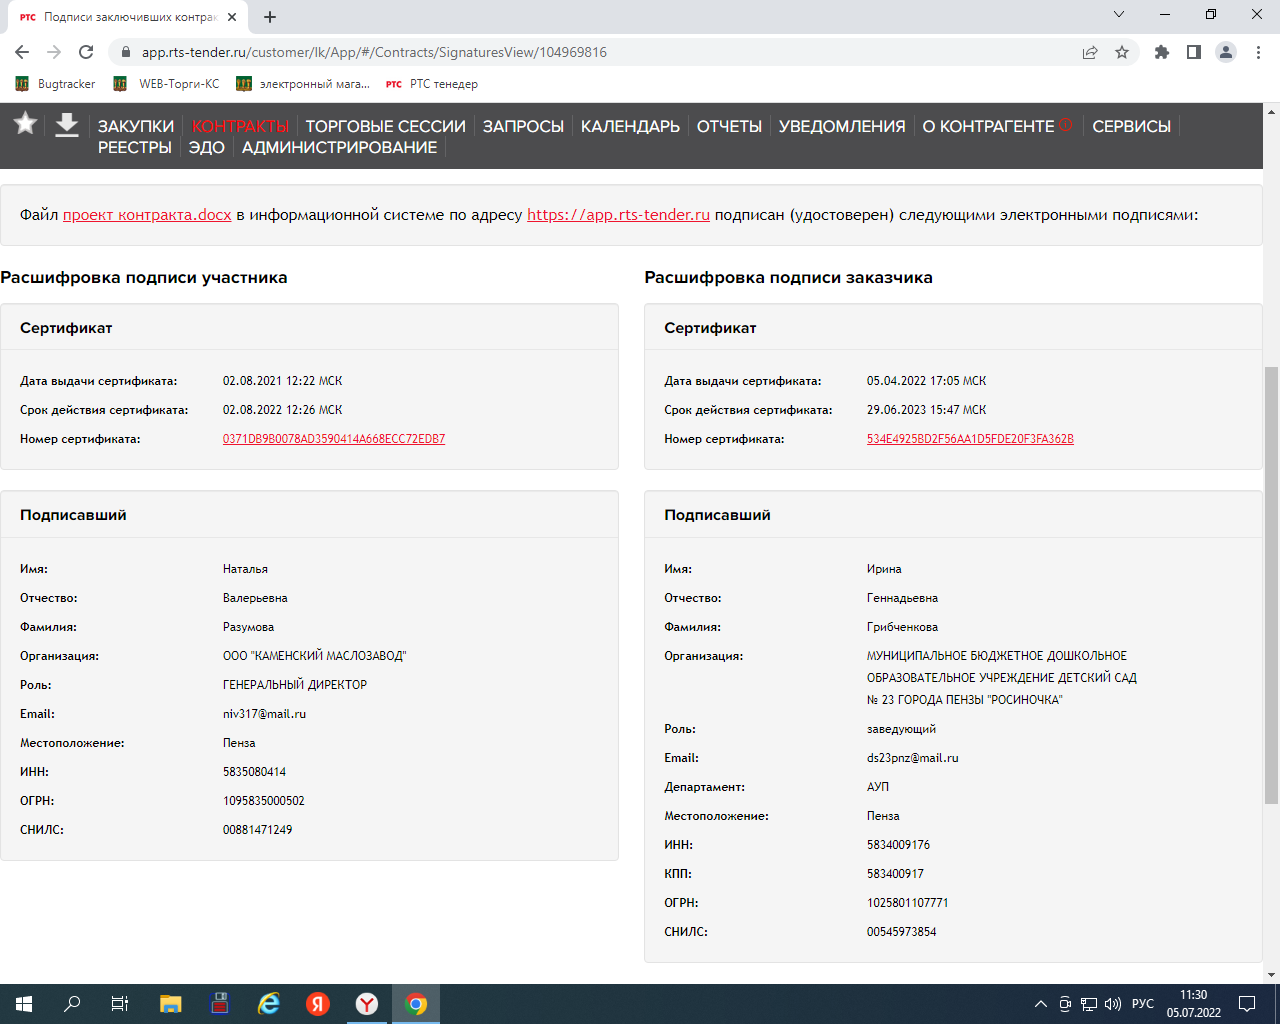 РТС Подписи заключивших контрак
app.rts-tender.ru/customer/lk/App/#/Contracts/SignaturesView/104969816
Bugtracker WEB-Торги-КС электронный мага... РТС РТС тендер
ЗАКУПКИ КОНТРАКТЫ ТОРГОВЫЕ СЕССИИ ЗАПРОСЫ КАЛЕНДАРЬ ОТЧЕТЫ УВЕДОМЛЕНИЯ О КОНТРАГЕНТЕ СЕРВИСЫ
РЕЕСТРЫ ЭДО АДМИНИСТРИРОВАНИЕ
Файл проект контракта.docx в информационной системе по адресу https://app.rts-tender.ru подписан (удостоверен) следующими электронными подписями:
Расшифровка подписи участника
Сертификат
Дата выдачи сертификата: 02.08.2021 12:22 МСК
Срок действия сертификата: 02.08.2022 12:26 МСК
Номер сертификата: 0371DB9B0078AD3590414A668ECC72EDB7
Подписавший
Имя: Наталья
Отчество: Валерьевна
Фамилия: Разумова
Организация: ООО "КАМЕНСКИЙ МАСЛОЗАВОД"
Роль: ГЕНЕРАЛЬНЫЙ ДИРЕКТОР
Email: niv317@mail.ru
Местоположение: Пенза
ИНН: 5835080414
ОГРН: 1095835000502
СНИЛС: 00881471249
Расшифровка подписи заказчика
Сертификат
Дата выдачи сертификата: 05.04.2022 17:05 МСК
Срок действия сертификата: 29.06.2023 15:47 МСК
Номер сертификата: 534E4925BD2F56AA1D5FDE20F3FA362B
Подписавший
Имя: Ирина
Отчество: Геннадьевна
Фамилия: Грибченкова
Организация: МУНИЦИПАЛЬНОЕ БЮДЖЕТНОЕ ДОШКОЛЬНОЕ
ОБРАЗОВАТЕЛЬНОЕ УЧРЕЖДЕНИЕ ДЕТСКИЙ САД
№ 23 ГОРОДА ПЕНЗЫ "РОСИНОЧКА"
Роль: заведующий
Email: ds23pnz@mail.ru
Департамент: АУП
Местоположение: Пенза
ИНН: 5834009176
КПП: 583400917
ОГРН: 1025801107771
СНИЛС: 00545973854
РУС 11:30
05.07.2022